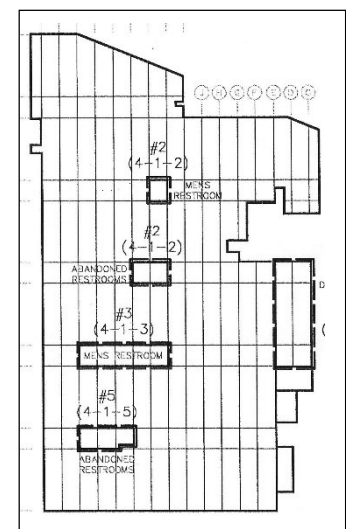 J H G F E D C
#2
(4-1-2)
MENS
RESTROOM
#2
(4-1-2)
ABANDONED
RESTROOMS
D
#3
(4-1-3)
(
MENS RESTROOM
#5
(4-1-5)
ABANDONED
RESTROOMS